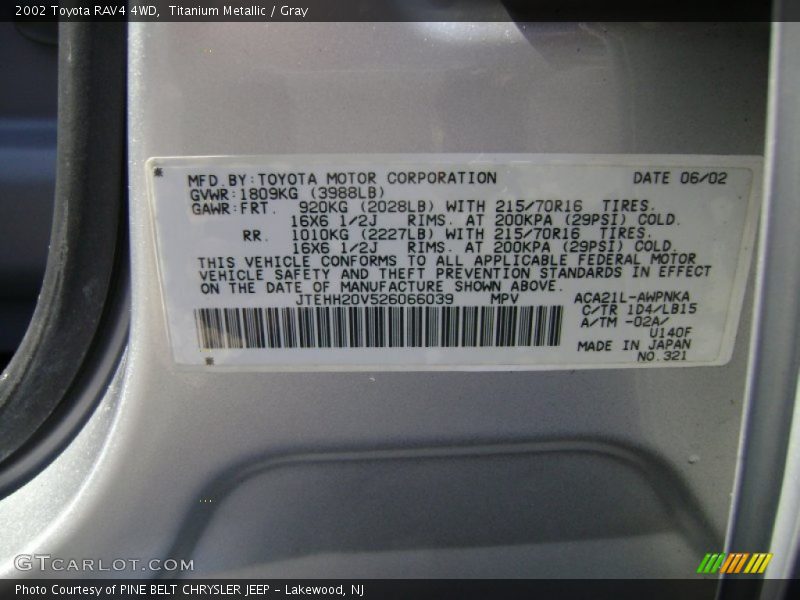 2002 Toyota RAV4 4WD,  Titanium Metallic / Gray
MFD.BY:TOYOTA MOTOR CORPORATION DATE 06/02
GVWR:1809KG (3988LB)
GAWR:FRT. 920KG (2028LB) WITH 215/70R16 TIRES.
16X6 1/2J RIMS. AT 200KPA (29PSI) COLD.
RR. 1010KG (2227LB) WITH 215/70R16 TIRES.
16X6 1/2J RIMS. AT 200KPA (29PSI) COLD.
THIS VEHICLE CONFORMS TO ALL APPLICABLE FEDERAL MOTOR
VEHICLE SAFETY AND THEFT PREVENTION STANDARDS IN EFFECT
ON THE DATE OF MANUFACTURE SHOWN ABOVE.
JTEHH20V526066039 MPV ACA21L-AWPNKA
C/TR 1D4/LB15
A/TM -02A/
U140F
MADE IN JAPAN
NO.321
GTCARLOT.COM
Photo Courtesy of PINE BELT CHRYSLER JEEP - Lakewood, NJ